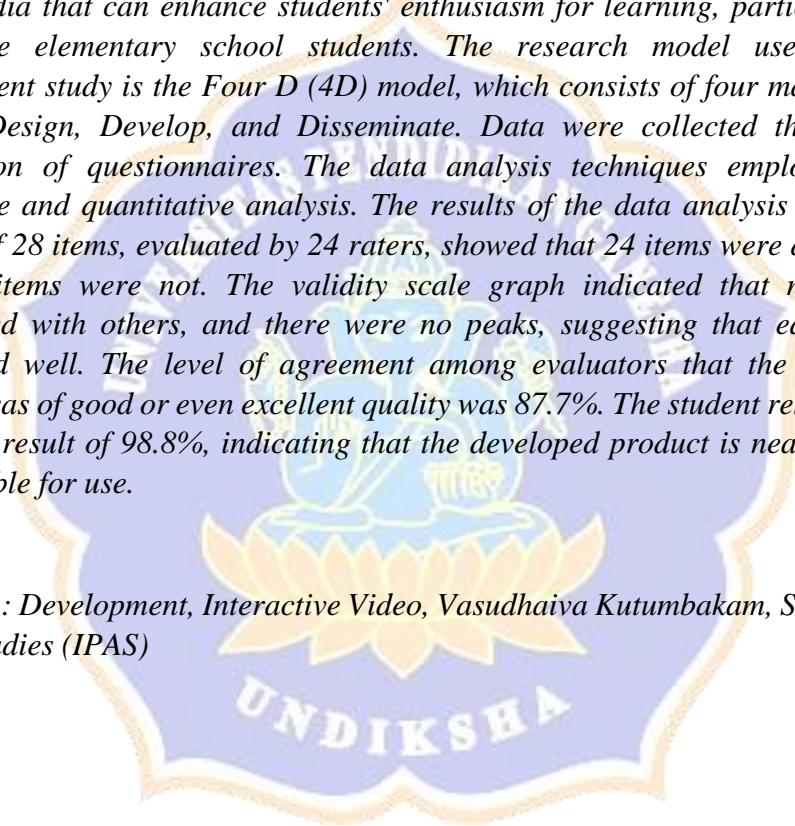 dia that can enhance students' enthusiasm for learning, partic
e elementary school students. The research model use
ent study is the Four D (4D) model, which consists of four ma
Design, Develop, and Disseminate. Data were collected th
on of questionnaires. The data analysis techniques emplo
e and quantitative analysis. The results of the data analysis
f 28 items, evaluated by 24 raters, showed that 24 items were
items were not. The validity scale graph indicated that
d with others, and there were no peaks, suggesting that ea
d well. The level of agreement among evaluators that the
as of good or even excellent quality was 87.7%. The student re
result of 98.8%, indicating that the developed product is nea
ble for use.
: Development, Interactive Video, Vasudhaiva Kutumbakam, S
udies (IPAS)
UNIVERSITAS PENDIDIKAN GANESHA
UNDIKSHA